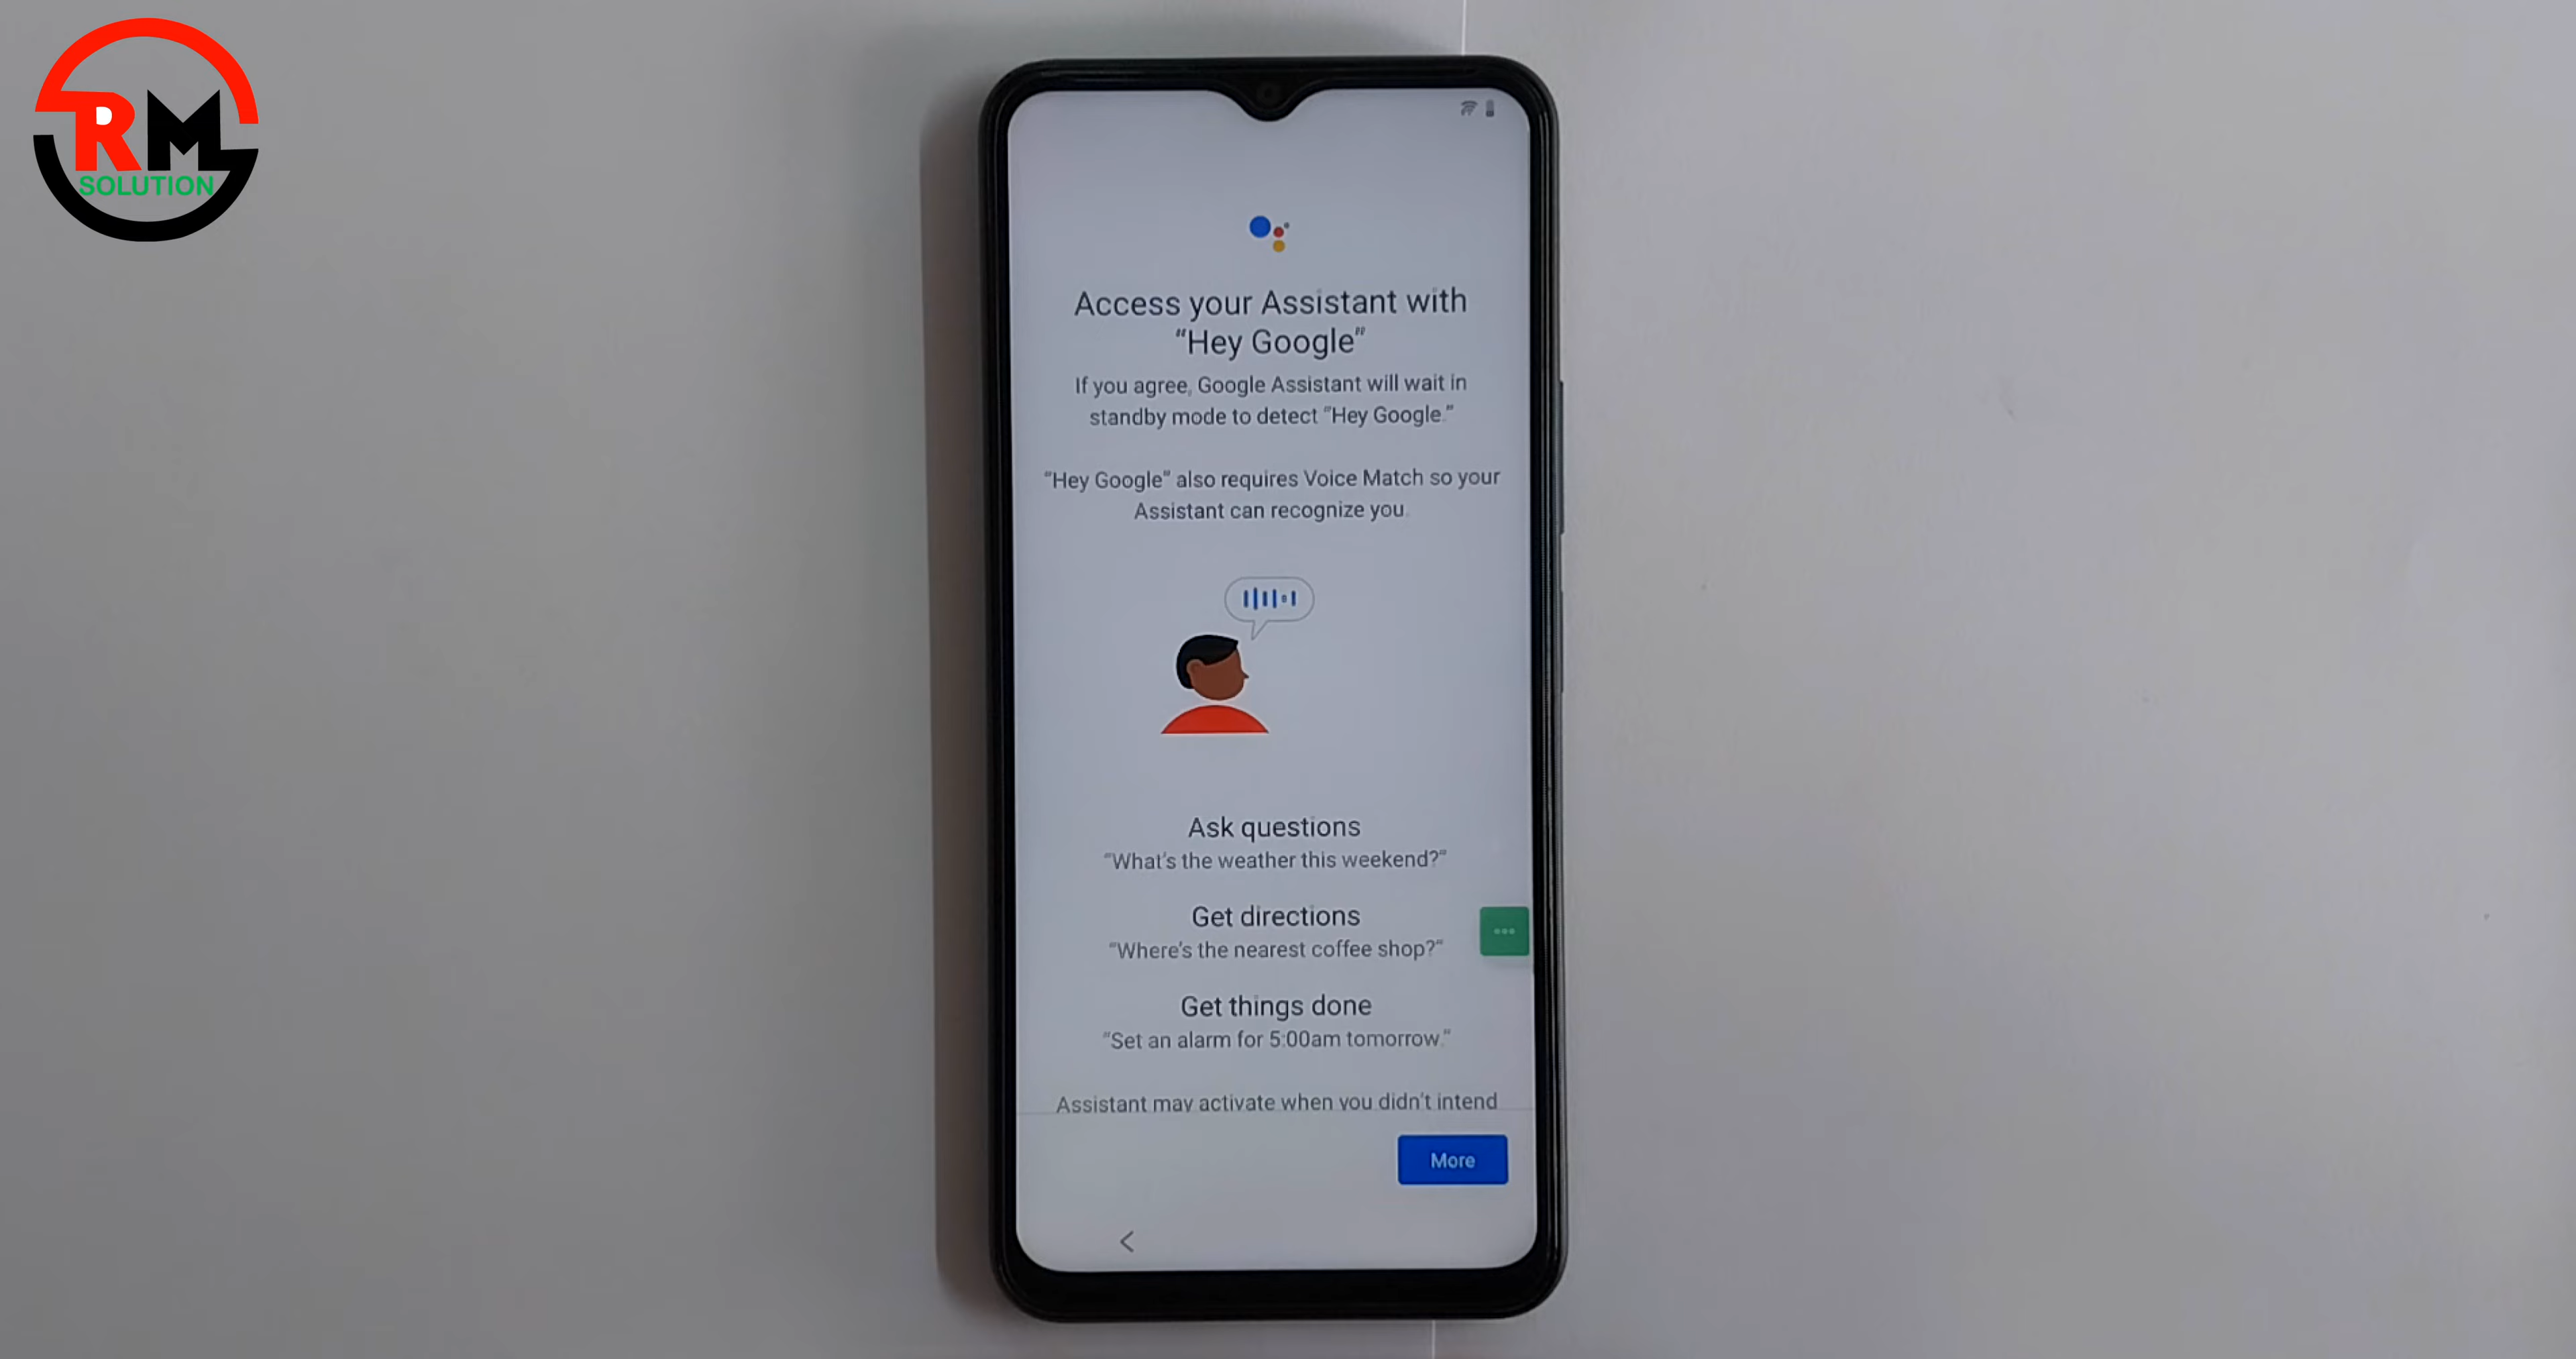 RM
SOLUTION
Access your Assistant with
“Hey Google”
If you agree, Google Assistant will wait in
standby mode to detect “Hey Google.”
“Hey Google” also requires Voice Match so your
Assistant can recognize you.
Ask questions
“What's the weather this weekend?”
Get directions
“Where's the nearest coffee shop?”
Get things done
“Set an alarm for 5:00am tomorrow.”
Assistant may activate when you didn't intend
More